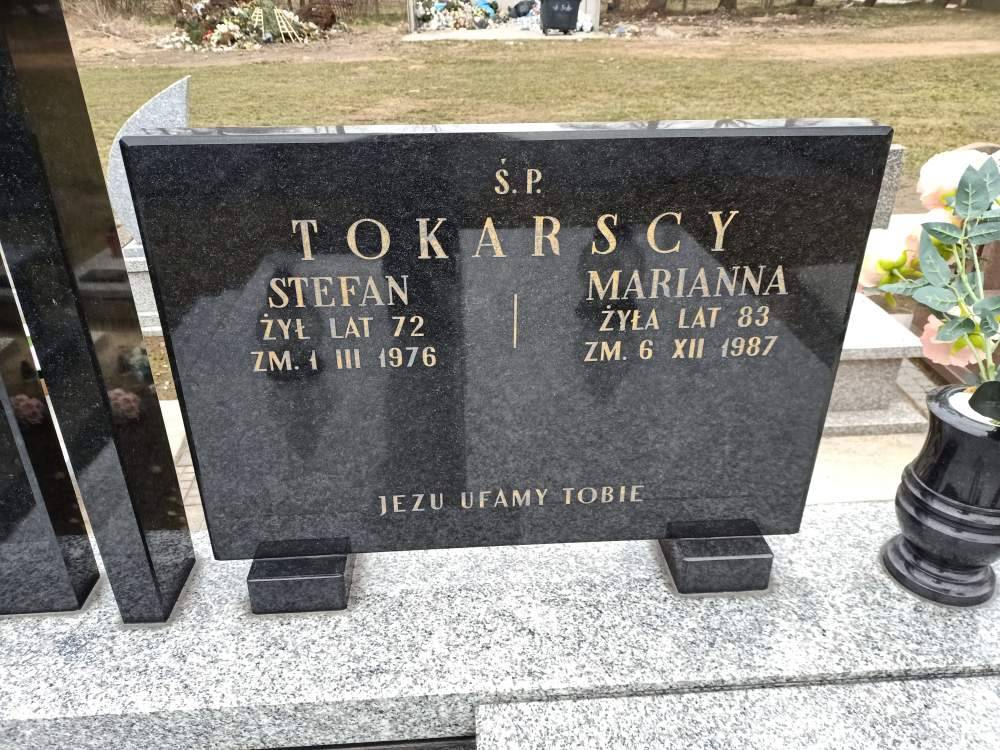 Ś.P.
TOKARSCY
STEFAN
ŻYŁ LAT 72
ZM. 1 III 1976
MARIANNA
ŻYŁA LAT 83
ZM. 6 XII 1987
JEZU UFAMY TOBIE